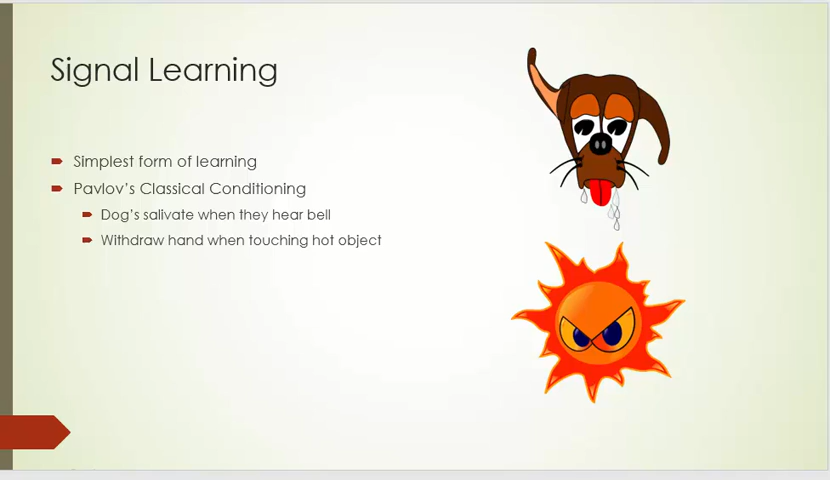 Signal Learning
Simplest form of learning
Pavlov's Classical Conditioning
Dog's salivate when they hear bell
Withdraw hand when touching hot object